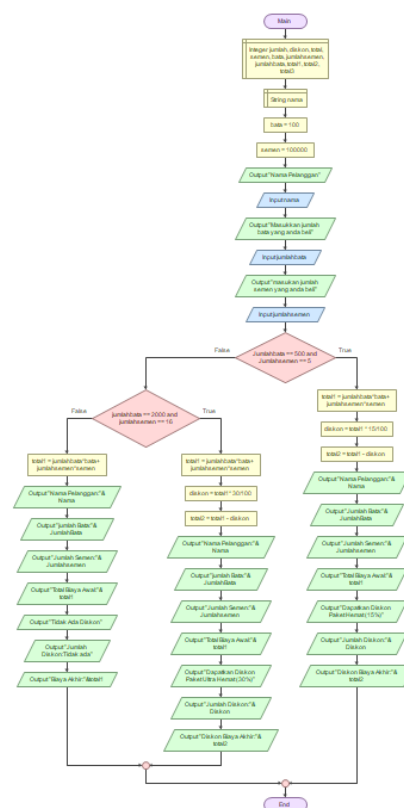 Main
Integer jumlah, diskon, total,
semen, bata, jumlahsemen,
jumlahbata, total1, total2,
total3
String nama
bata = 100
semen = 100000
Output "Nama Pelanggan"
Input nama
Output "Masukkan jumlah
bata yang anda beli"
Input jumlahbata
Output "masukan jumlah
semen yang anda beli"
Input jumlahsemen
Jumlahbata == 500 and
Jumlahsemen == 5
False
True
jumlahbata == 2000 and
jumlahsemen == 16
False
True
total1 = jumlahbata*bata+
jumlahsemen*semen
Output "Nama Pelanggan:"&
Nama
Output "jumlah Bata:"&
JumlahBata
Output "Jumlah Semen:"&
Jumlahsemen
Output "Total Biaya Awal:"&
total1
Output "Tidak Ada Diskon"
Output "Jumlah
Diskon:Tidak ada"
Output "Biaya Akhir:"&total1
total1 = jumlahbata*bata+
jumlahsemen*semen
diskon = total1 * 30/100
total2 = total1 - diskon
Output "Nama Pelanggan:"&
Nama
Output "jumlah Bata:"&
JumlahBata
Output "Jumlah Semen:"&
Jumlahsemen
Output "Total Biaya Awal:"&
total1
Output "Dapatkan Diskon
Paket Ultra Hemat(30%)"
Output "Jumlah Diskon:"&
Diskon
Output "Diskon Biaya Akhir:"&
total2
total1 = jumlahbata*bata+
jumlahsemen*semen
diskon = total1 * 15/100
total2 = total1 - diskon
Output "Nama Pelanggan:"&
Nama
Output "Jumlah Bata:"&
JumlahBata
Output "Jumlah Semen:"&
Jumlahsemen
Output "Total Biaya Awal:"&
total1
Output "Dapatkan Diskon
Paket Hemat(15%)"
Output "Jumlah Diskon:"&
Diskon
Output "Diskon Biaya Akhir:"&
total2
End